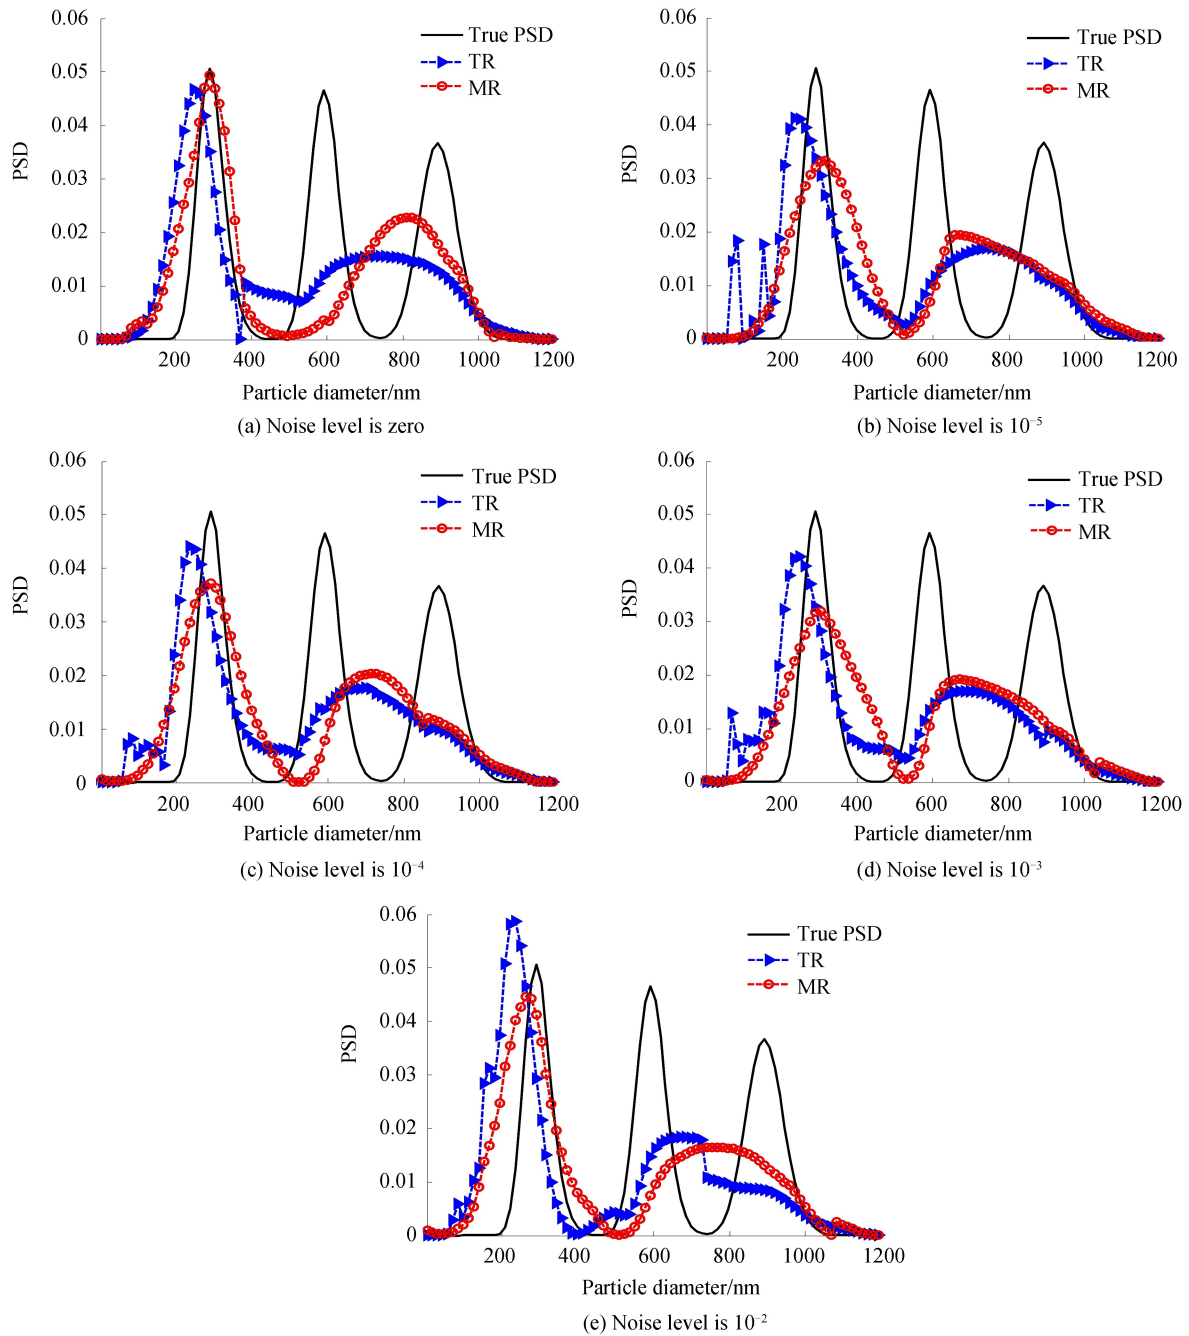 0.06
0.05
0.04
0.03
0.02
0.01
0
PSD
True PSD
TR
MR
200 400 600 800 1000 1200
Particle diameter/nm
(a) Noise level is zero
0.06
0.05
0.04
0.03
0.02
0.01
0
PSD
True PSD
TR
MR
200 400 600 800 1000 1200
Particle diameter/nm
(b) Noise level is 10⁻⁵
0.06
0.05
0.04
0.03
0.02
0.01
0
PSD
True PSD
TR
MR
200 400 600 800 1000 1200
Particle diameter/nm
(c) Noise level is 10⁻⁴
0.06
0.05
0.04
0.03
0.02
0.01
0
PSD
True PSD
TR
MR
200 400 600 800 1000 1200
Particle diameter/nm
(d) Noise level is 10⁻³
0.06
0.05
0.04
0.03
0.02
0.01
0
PSD
True PSD
TR
MR
200 400 600 800 1000 1200
Particle diameter/nm
(e) Noise level is 10⁻²